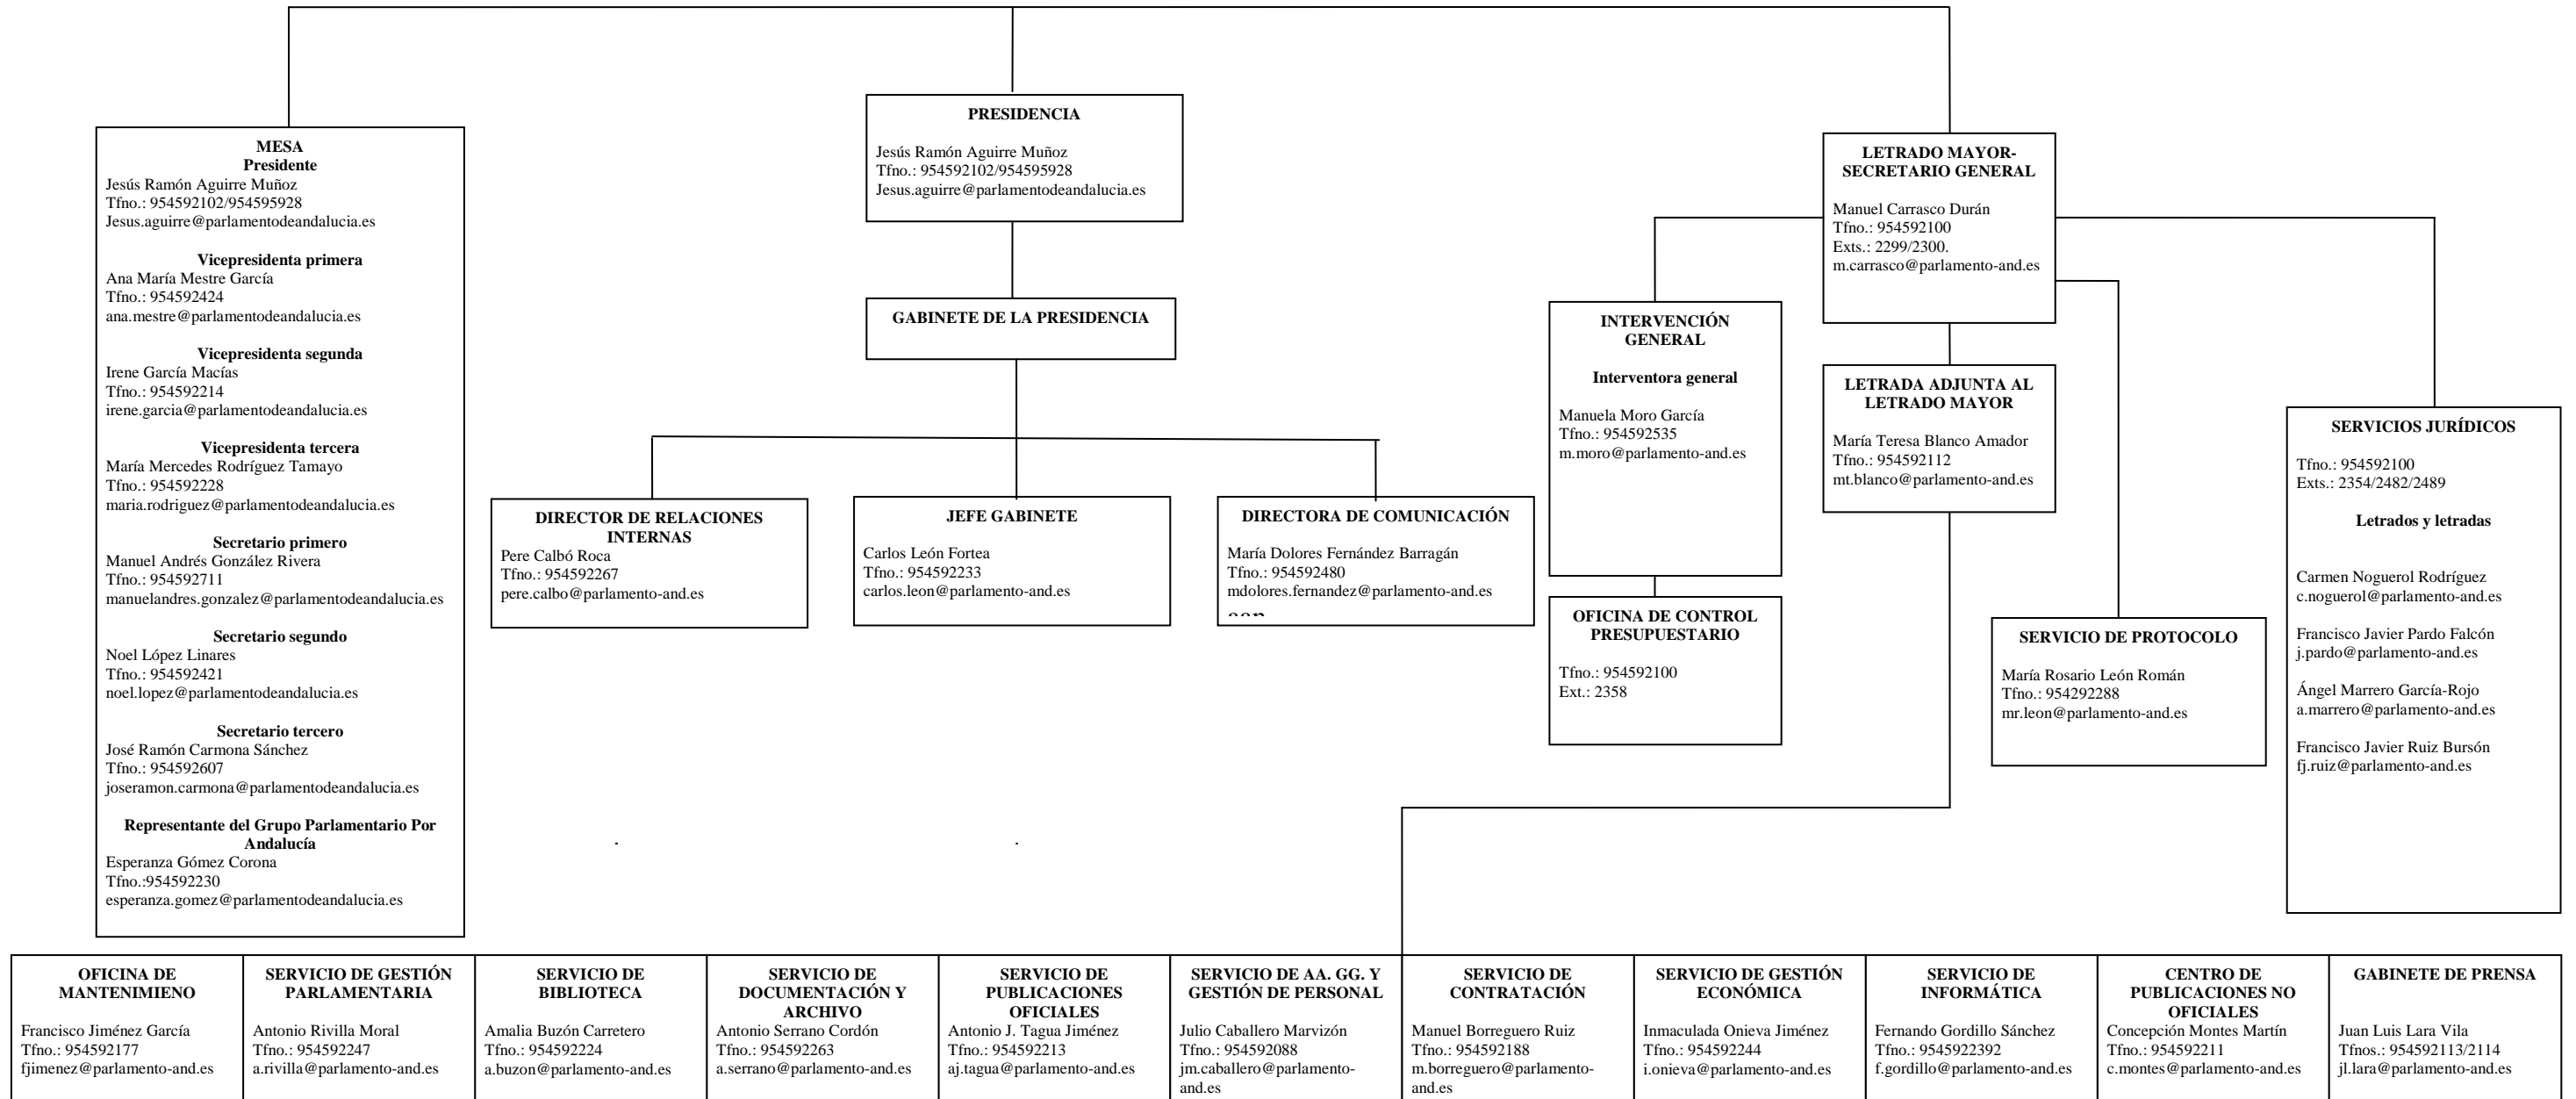 MESA
Presidente
Jesús Ramón Aguirre Muñoz
Tfno.: 954592102/954595928
Jesus.aguirre@parlamentodeandalucia.es
Vicepresidenta primera
Ana María Mestre García
Tfno.: 954592424
ana.mestre@parlamentodeandalucia.es
Vicepresidenta segunda
Irene García Macías
Tfno.: 954592214
irene.garcia@parlamentodeandalucia.es
Vicepresidenta tercera
María Mercedes Rodríguez Tamayo
Tfno.: 954592228
maria.rodriguez@parlamentodeandalucia.es
Secretario primero
Manuel Andrés González Rivera
Tfno.: 954592711
manuelandres.gonzalez@parlamentodeandalucia.es
Secretario segundo
Noel López Linares
Tfno.: 954592421
noel.lopez@parlamentodeandalucia.es
Secretario tercero
José Ramón Carmona Sánchez
Tfno.: 954592607
joseramon.carmona@parlamentodeandalucia.es
Representante del Grupo Parlamentario Por
Andalucía
Esperanza Gómez Corona
Tfno.:954592230
esperanza.gomez@parlamentodeandalucia.es
PRESIDENCIA
Jesús Ramón Aguirre Muñoz
Tfno.: 954592102/954595928
Jesus.aguirre@parlamentodeandalucia.es
GABINETE DE LA PRESIDENCIA
DIRECTOR DE RELACIONES
INTERNAS
Pere Calbó Roca
Tfno.: 954592267
pere.calbo@parlamento-and.es
JEFE GABINETE
Carlos León Fortea
Tfno.: 954592233
carlos.leon@parlamento-and.es
DIRECTORA DE COMUNICACIÓN
María Dolores Fernández Barragán
Tfno.: 954592480
mdolores.fernandez@parlamento-and.es
LETRADO MAYOR-
SECRETARIO GENERAL
Manuel Carrasco Durán
Tfno.: 954592100
Exts.: 2299/2300.
m.carrasco@parlamento-and.es
INTERVENCIÓN
GENERAL
Interventora general
Manuela Moro García
Tfno.: 954592535
m.moro@parlamento-and.es
OFICINA DE CONTROL
PRESUPUESTARIO
Tfno.: 954592100
Ext.: 2358
LETRADA ADJUNTA AL
LETRADO MAYOR
María Teresa Blanco Amador
Tfno.: 954592112
mt.blanco@parlamento-and.es
SERVICIO DE PROTOCOLO
María Rosario León Román
Tfno.: 954292288
mr.leon@parlamento-and.es
SERVICIOS JURÍDICOS
Tfno.: 954592100
Exts.: 2354/2482/2489
Letrados y letradas
Carmen Noguerol Rodríguez
c.noguerol@parlamento-and.es
Francisco Javier Pardo Falcón
j.pardo@parlamento-and.es
Ángel Marrero García-Rojo
a.marrero@parlamento-and.es
Francisco Javier Ruiz Bursón
fj.ruiz@parlamento-and.es
OFICINA DE
MANTENIMIENO
Francisco Jiménez García
Tfno.: 954592177
fjimenez@parlamento-and.es
SERVICIO DE GESTIÓN
PARLAMENTARIA
Antonio Rivilla Moral
Tfno.: 954592247
a.rivilla@parlamento-and.es
SERVICIO DE
BIBLIOTECA
Amalia Buzón Carretero
Tfno.: 954592224
a.buzon@parlamento-and.es
SERVICIO DE
DOCUMENTACIÓN Y
ARCHIVO
Antonio Serrano Cordón
Tfno.: 954592263
a.serrano@parlamento-and.es
SERVICIO DE
PUBLICACIONES
OFICIALES
Antonio J. Tagua Jiménez
Tfno.: 954592213
aj.tagua@parlamento-and.es
SERVICIO DE AA. GG. Y
GESTIÓN DE PERSONAL
Julio Caballero Marvizón
Tfno.: 954592088
jm.caballero@parlamento-
and.es
SERVICIO DE
CONTRATACIÓN
Manuel Borreguero Ruiz
Tfno.: 954592188
m.borreguero@parlamento-
and.es
SERVICIO DE GESTIÓN
ECONÓMICA
Inmaculada Onieva Jiménez
Tfno.: 954592244
i.onieva@parlamento-and.es
SERVICIO DE
INFORMÁTICA
Fernando Gordillo Sánchez
Tfno.: 9545922392
f.gordillo@parlamento-and.es
CENTRO DE
PUBLICACIONES NO
OFICIALES
Concepción Montes Martín
Tfno.: 954592211
c.montes@parlamento-and.es
GABINETE DE PRENSA
Juan Luis Lara Vila
Tfnos.: 954592113/2114
jl.lara@parlamento-and.es